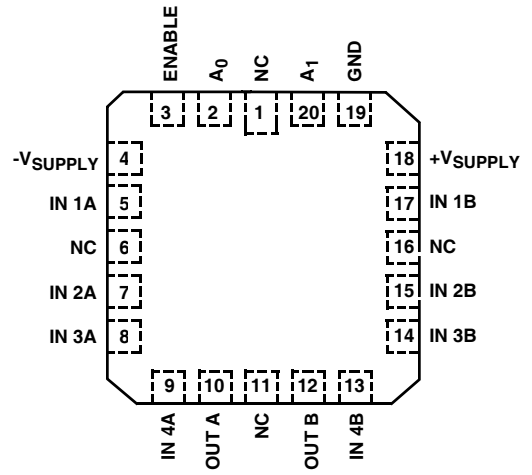 ENABLE
A0
NC
A1
GND
3
2
1
20
19
-VSUPPLY
4
18
+VSUPPLY
IN 1A
5
17
IN 1B
NC
6
16
NC
IN 2A
7
15
IN 2B
IN 3A
8
14
IN 3B
9
10
11
12
13
IN 4A
OUT A
NC
OUT B
IN 4B